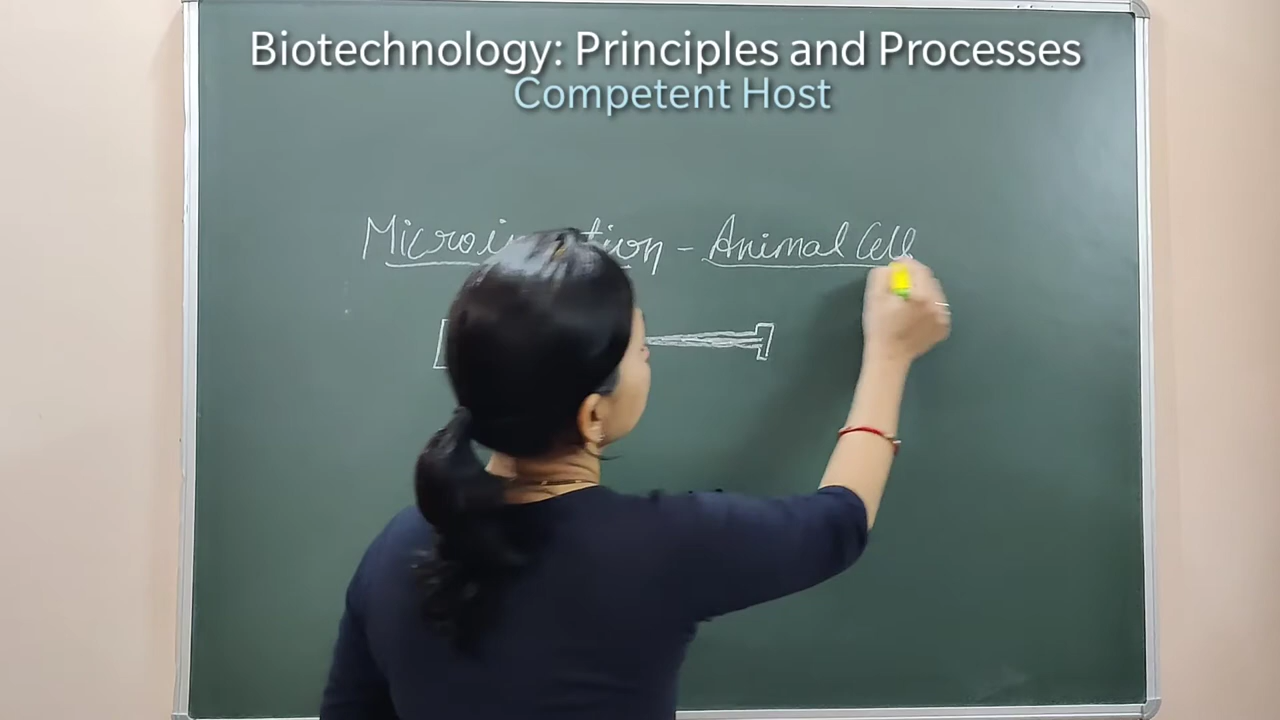 Biotechnology: Principles and Processes
Competent Host
- Animal Cell